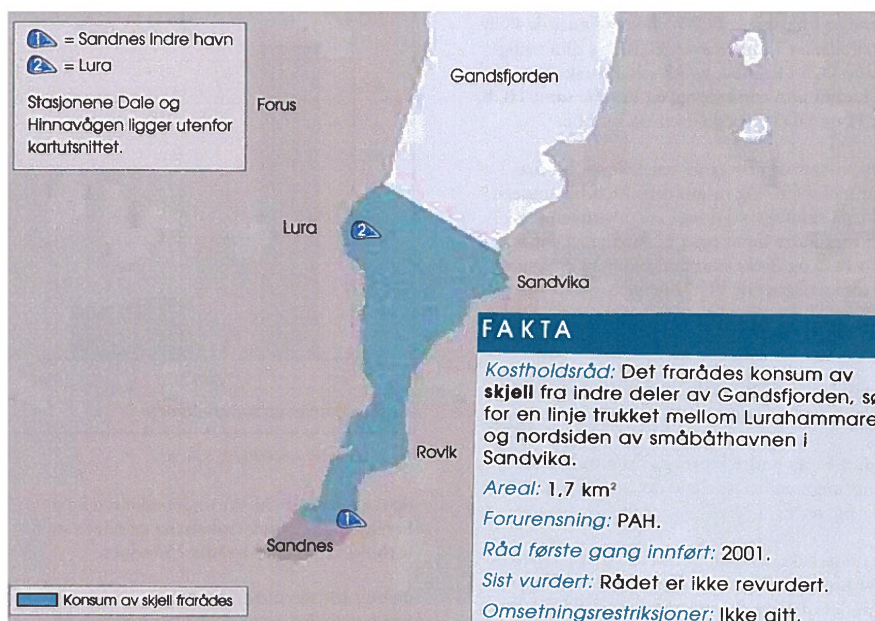 1 = Sandnes Indre havn
2 = Lura
Stasjonene Dale og
Hinnavågen ligger utenfor
kartutsnittet.
Gandsfjorden
Forus
Lura
2
Sandvika
Rovik
1
Sandnes
Konsum av skjell frarådes
FAKTA
Kostholdsråd: Det frarådes konsum av
skjell fra indre deler av Gandsfjorden, sø
for en linje trukket mellom Lurahammare
og nordsiden av småbåthavnen i
Sandvika.
Areal: 1,7 km²
Forurensning: PAH.
Råd første gang innført: 2001.
Sist vurdert: Rådet er ikke revurdert.
Omsetningsrestriksjoner: Ikke gitt.